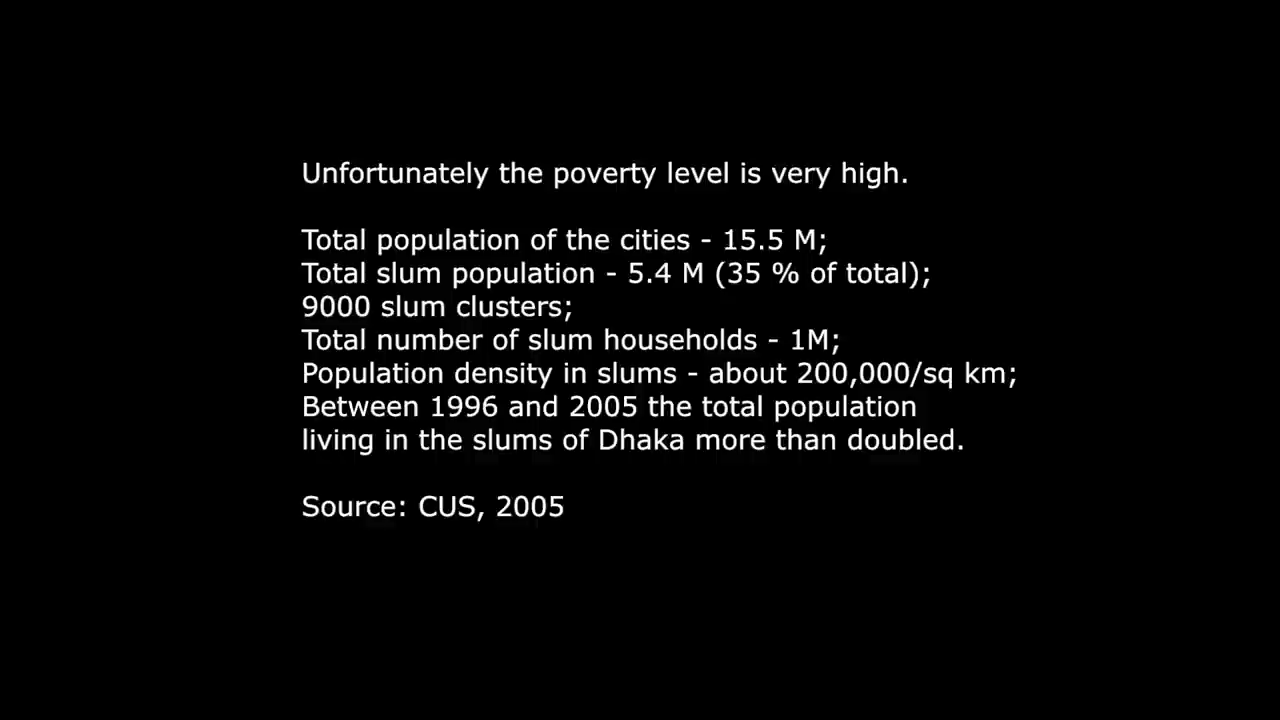 Unfortunately the poverty level is very high.
Total population of the cities - 15.5 M;
Total slum population - 5.4 M (35 % of total);
9000 slum clusters;
Total number of slum households - 1M;
Population density in slums - about 200,000/sq km;
Between 1996 and 2005 the total population
living in the slums of Dhaka more than doubled.
Source: CUS, 2005